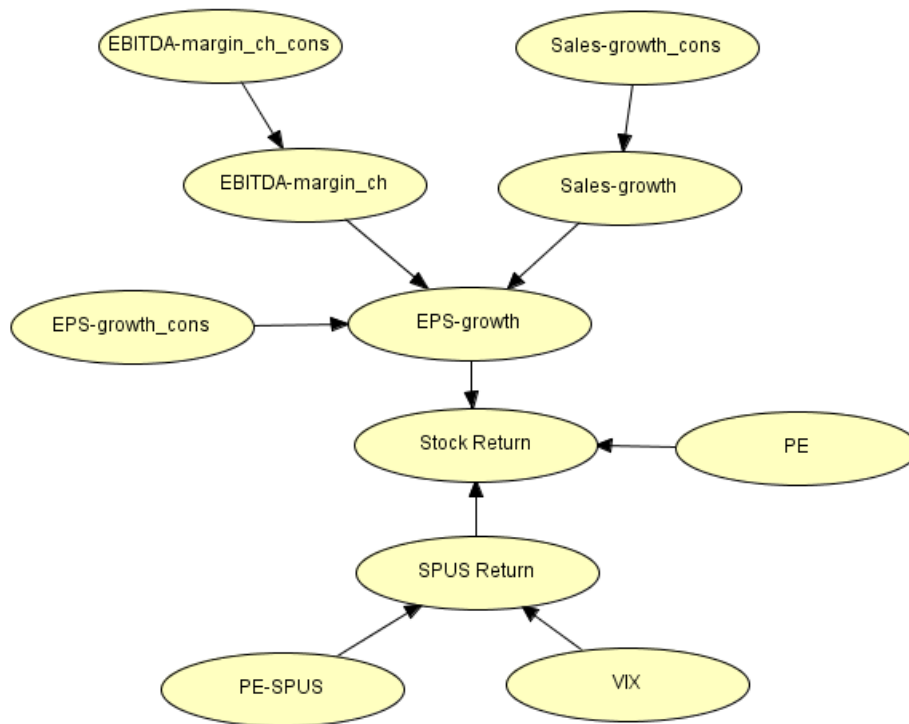 EBITDA-margin_ch_cons
Sales-growth_cons
EBITDA-margin_ch
Sales-growth
EPS-growth_cons
EPS-growth
Stock Return
PE
SPUS Return
PE-SPUS
VIX